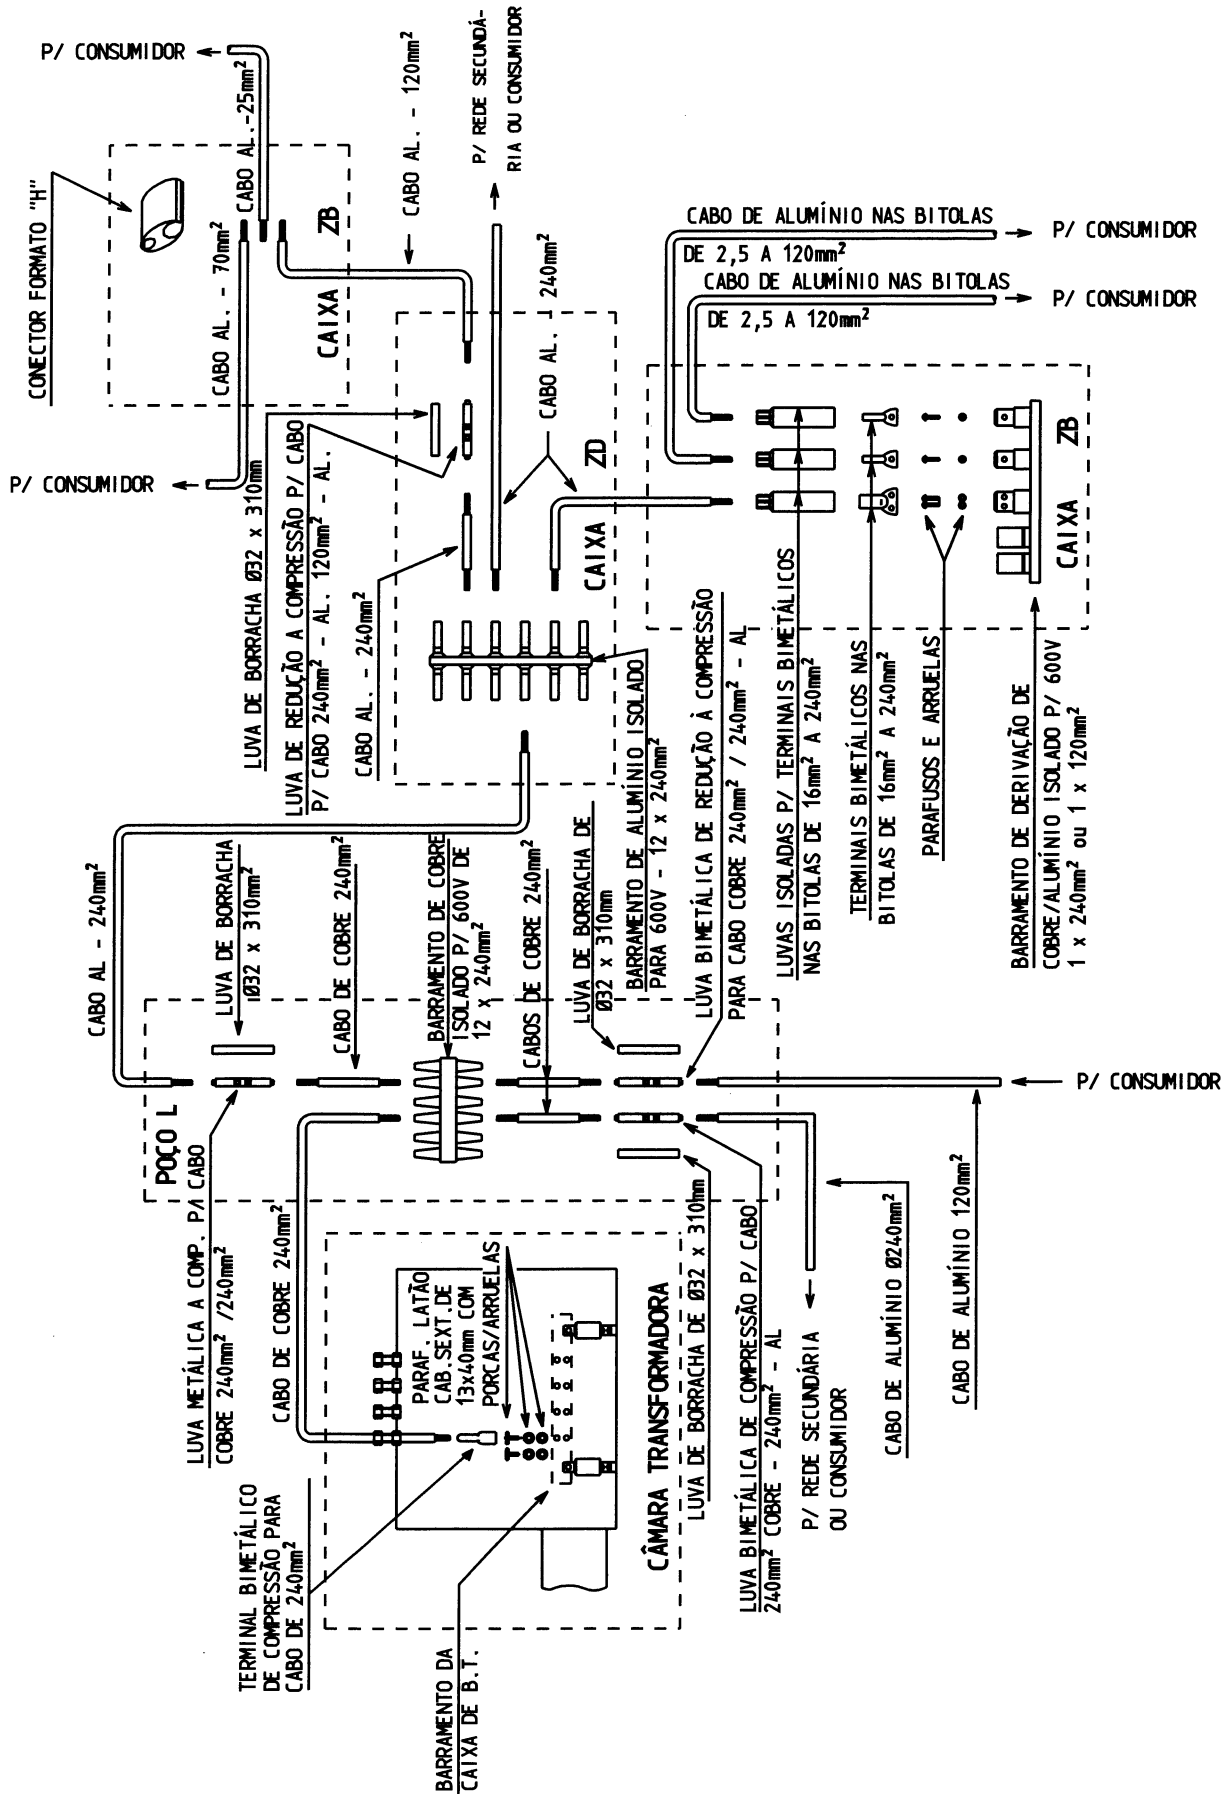 P/ CONSUMIDOR
CONECTOR FORMATO "H"
CABO AL. - 70mm²
CABO AL.-25mm²
CAIXA ZB
P/ CONSUMIDOR
CABO AL. - 120mm²
P/ REDE SECUNDÁ-
RIA OU CONSUMIDOR
LUVA DE BORRACHA Ø32 x 310mm
LUVA DE REDUÇÃO A COMPRESSÃO P/ CABO
P/ CABO 240mm² - AL. 120mm² - AL.
CABO AL. - 240mm²
CABO AL. - 240mm²
CAIXA ZD
CABO DE ALUMÍNIO NAS BITOLAS
DE 2,5 A 120mm²
P/ CONSUMIDOR
CABO DE ALUMÍNIO NAS BITOLAS
DE 2,5 A 120mm²
P/ CONSUMIDOR
CAIXA ZB
LUVAS ISOLADAS P/ TERMINAIS BIMETÁLICOS
NAS BITOLAS DE 16mm² A 240mm²
TERMINAIS BIMETÁLICOS NAS
BITOLAS DE 16mm² A 240mm²
PARAFUSOS E ARRUELAS
BARRAMENTO DE DERIVAÇÃO DE
COBRE/ALUMÍNIO ISOLADO P/ 600V
1 x 240mm² ou 1 x 120mm²
CABO AL - 240mm²
LUVA DE BORRACHA
Ø32 x 310mm²
CABO DE COBRE 240mm²
BARRAMENTO DE COBRE
ISOLADO P/ 600V DE
12 x 240mm²
CABOS DE COBRE 240mm²
LUVA DE BORRACHA DE
Ø32 x 310mm
BARRAMENTO DE ALUMÍNIO ISOLADO
PARA 600V - 12 x 240mm²
LUVA BIMETÁLICA DE REDUÇÃO À COMPRESSÃO
PARA CABO COBRE 240mm² / 240mm² - AL
POÇO L
P/ CONSUMIDOR
LUVA METÁLICA A COMP. P/ CABO
COBRE 240mm² /240mm²
CABO DE COBRE 240mm²
PARAF. LATÃO
CAB.SEXT.DE
13x40mm COM
PORCAS/ARRUELAS
CÂMARA TRANSFORMADORA
LUVA DE BORRACHA DE Ø32 x 310mm
LUVA BIMETÁLICA DE COMPRESSÃO P/ CABO
240mm² COBRE - 240mm² - AL
P/ REDE SECUNDÁRIA
OU CONSUMIDOR
CABO DE ALUMÍNIO Ø240mm²
CABO DE ALUMÍNIO 120mm²
TERMINAL BIMETÁLICO
DE COMPRESSÃO PARA
CABO DE 240mm²
BARRAMENTO DA
CAIXA DE B.T.